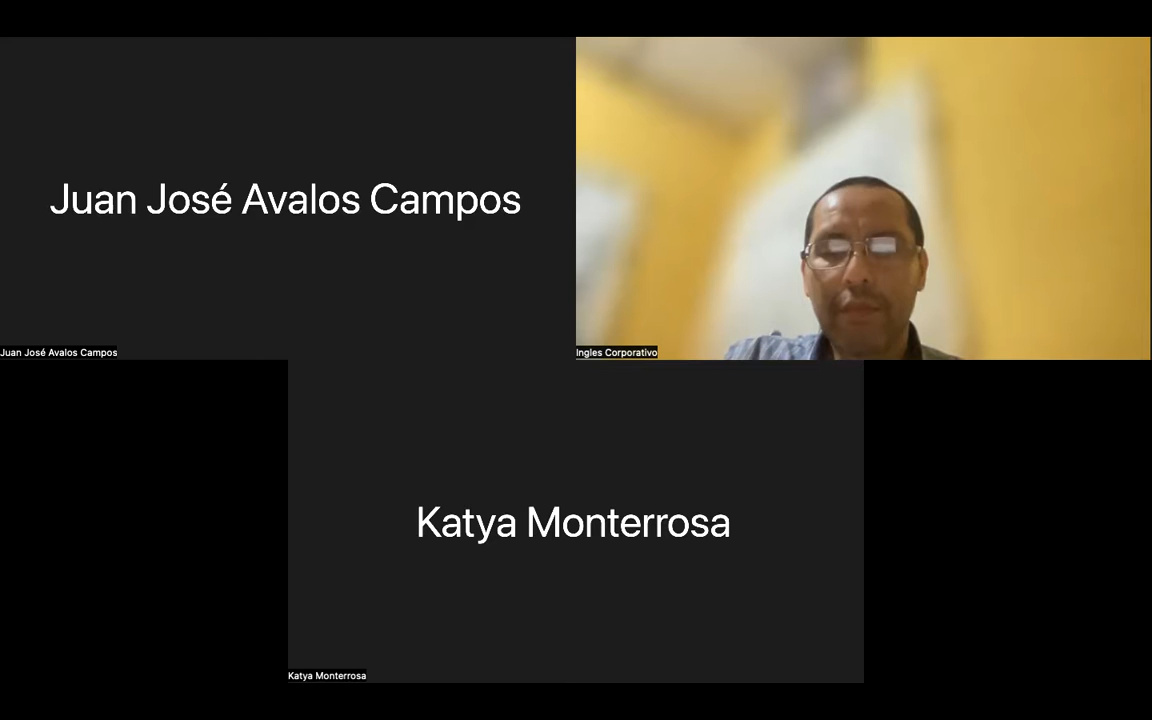 Juan José Avalos Campos
Juan José Avalos Campos
Ingles Corporativo
Katya Monterrosa
Katya Monterrosa